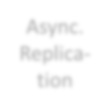 Async.
Replica-
tion